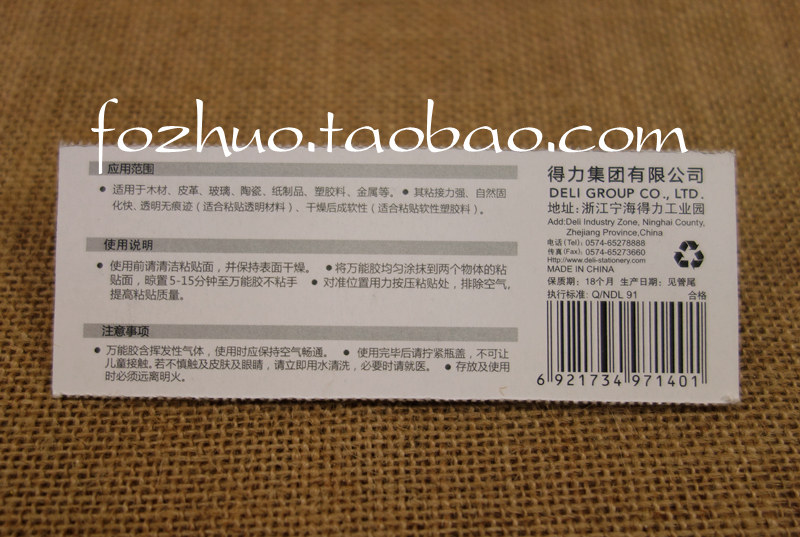 fozhuo.taobao.com
应用范围
● 适用于木材、皮革、玻璃、陶瓷、纸制品、塑胶料、金属等。 ● 其粘接力强、自然固
化快、透明无痕迹（适合粘贴透明材料）、干燥后成软性（适合粘贴软性塑胶料）。
使用说明
● 使用前请清洁粘贴面，并保持表面干燥。 ● 将万能胶均匀涂抹到两个物体的粘
贴面，晾置5-15分钟至万能胶不粘手 ● 对准位置用力按压粘贴处，排除空气，
提高粘贴质量。
注意事项
● 万能胶含挥发性气体，使用时应保持空气畅通。 ● 使用完毕后请拧紧瓶盖，不可让
儿童接触。若不慎触及皮肤及眼睛，请立即用水清洗，必要时请就医。 ● 存放及使用
时必须远离明火。
得力集团有限公司
DELI GROUP CO., LTD.
地址：浙江宁海得力工业园
Add:Deli Industry Zone, Ninghai County,
Zhejiang Province,China
电话(Tel): 0574-65278888
传真(Fax): 0574-65273660
Http://www.deli-stationery.com
MADE IN CHINA
保质期：18个月 生产日期：见管尾
执行标准: Q/NDL 91 合格
6 921734 971401